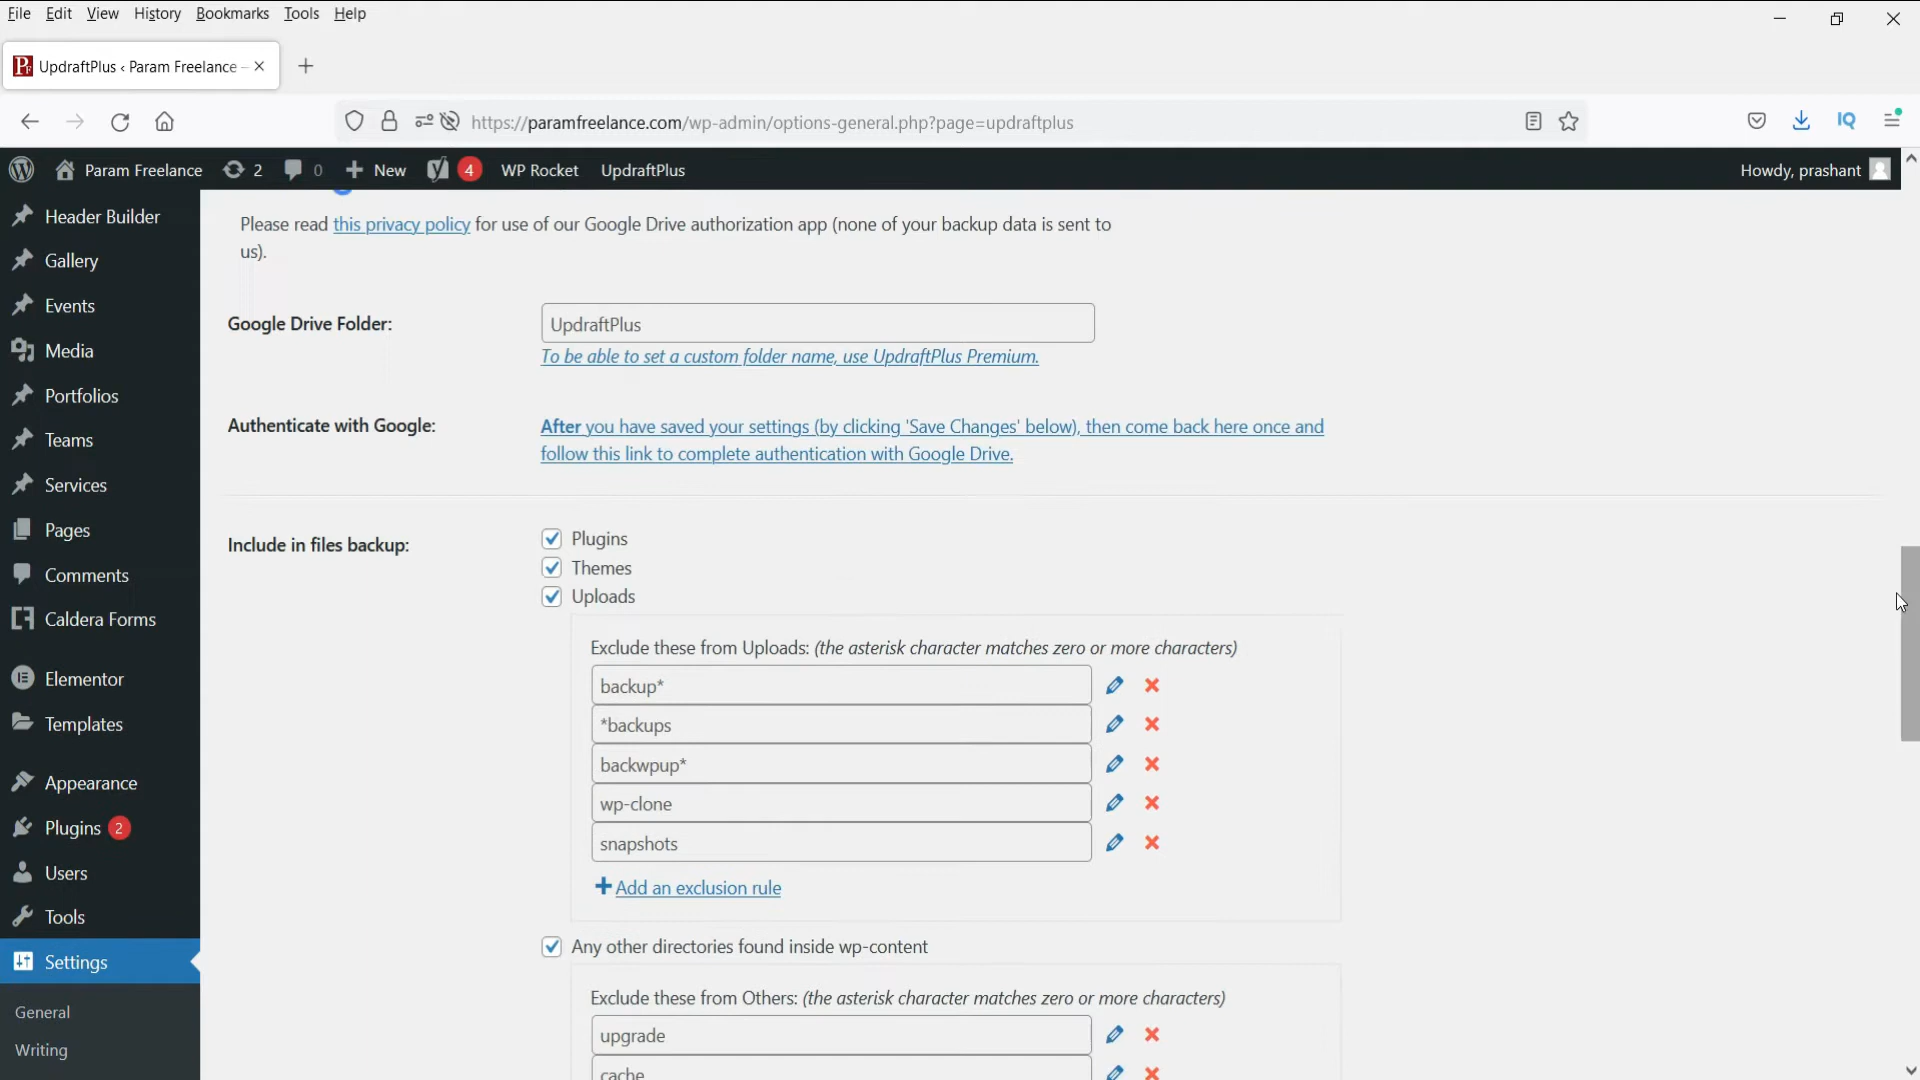 File Edit View History Bookmarks Tools Help
UpdraftPlus ‹ Param Freelance –
https://paramfreelance.com/wp-admin/options-general.php?page=updraftplus
IQ
Param Freelance 2 0 New 4 WP Rocket UpdraftPlus Howdy, prashant
Header Builder
Gallery
Events
Media
Portfolios
Teams
Services
Pages
Comments
Caldera Forms
Elementor
Templates
Appearance
Plugins 2
Users
Tools
Settings
General
Writing
Please read this privacy policy for use of our Google Drive authorization app (none of your backup data is sent to
us).
Google Drive Folder: UpdraftPlus
To be able to set a custom folder name, use UpdraftPlus Premium.
Authenticate with Google: After you have saved your settings (by clicking 'Save Changes' below), then come back here once and
follow this link to complete authentication with Google Drive.
Include in files backup: Plugins
Themes
Uploads
Exclude these from Uploads: (the asterisk character matches zero or more characters)
backup*
*backups
backwpup*
wp-clone
snapshots
Add an exclusion rule
Any other directories found inside wp-content
Exclude these from Others: (the asterisk character matches zero or more characters)
upgrade
cache